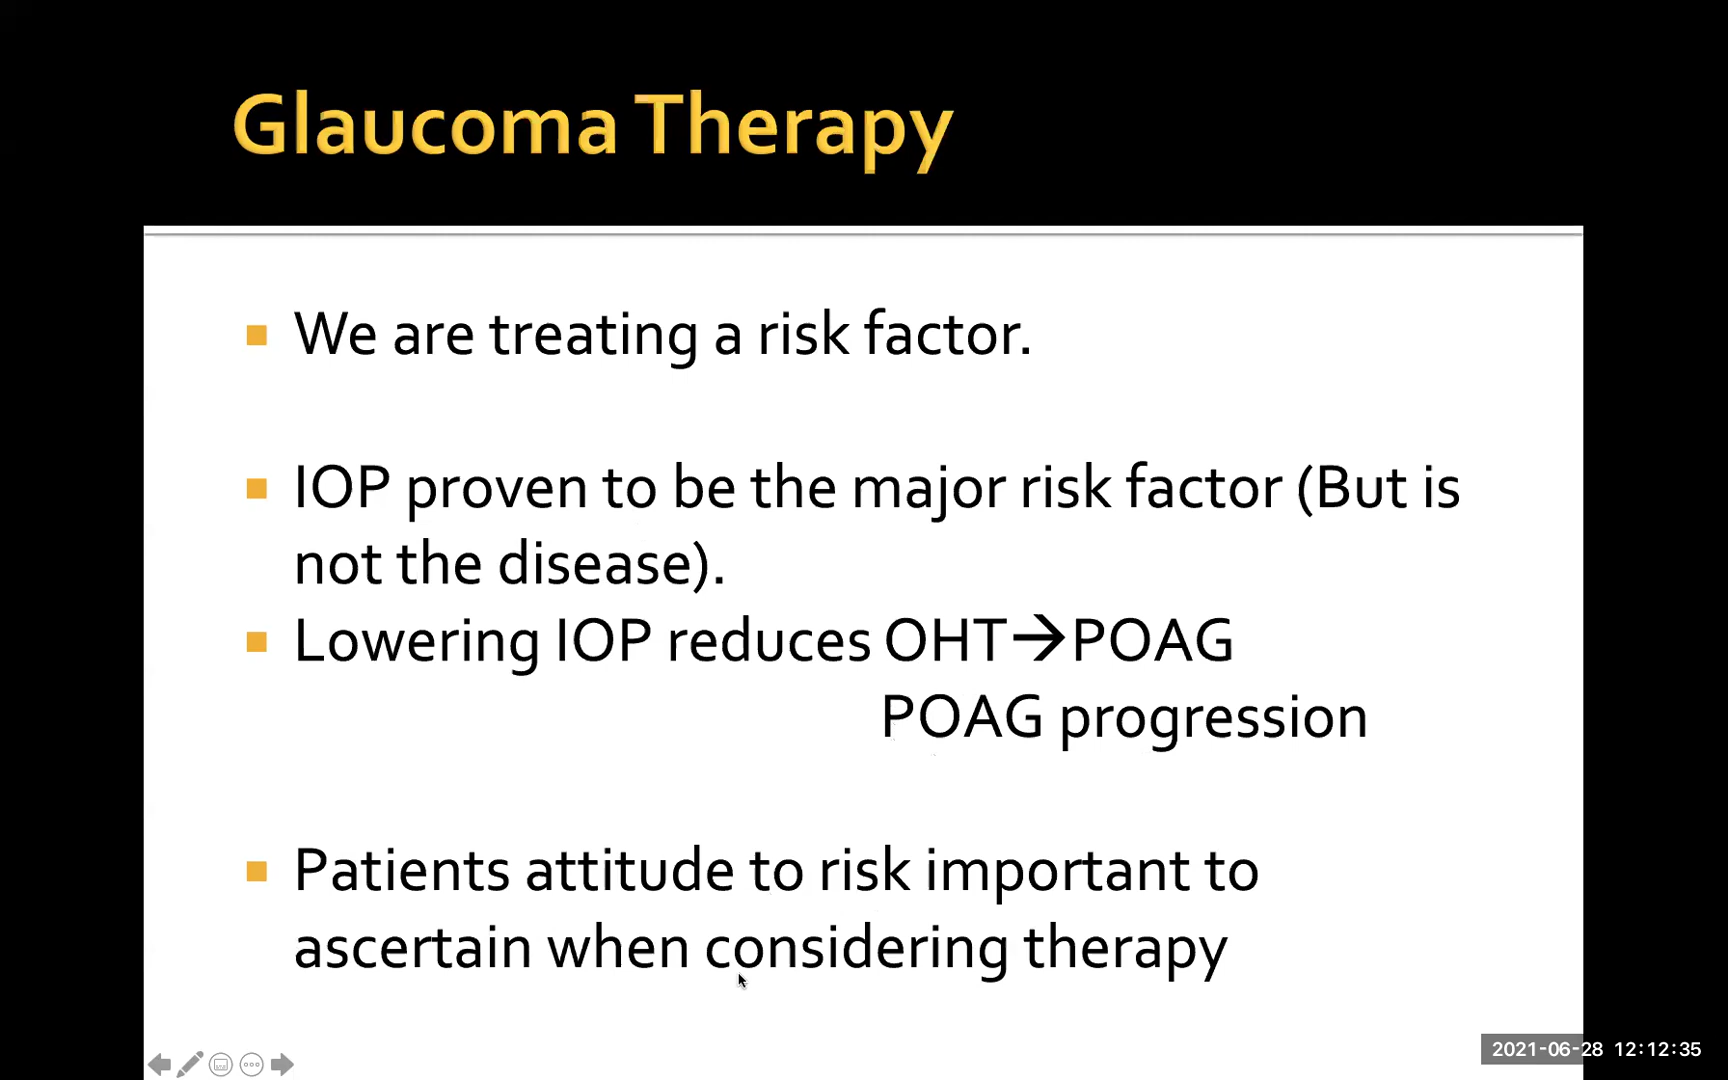 Glaucoma Therapy
We are treating a risk factor.
IOP proven to be the major risk factor (But is
not the disease).
Lowering IOP reduces OHT→POAG
POAG progression
Patients attitude to risk important to
ascertain when considering therapy
2021-06-28 12:12:35